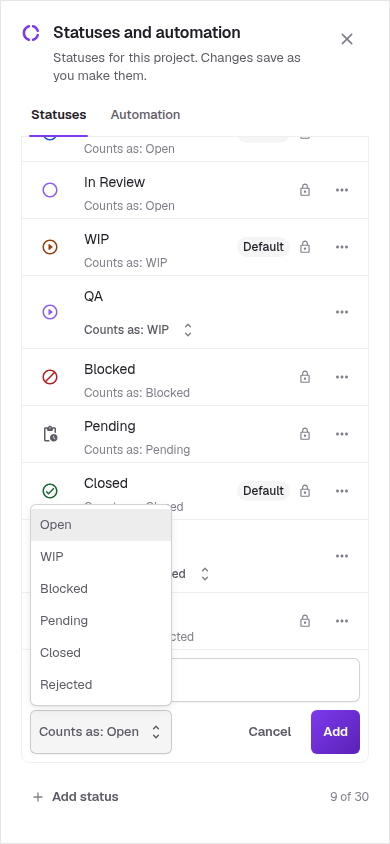 Statuses and automation
Statuses for this project. Changes save as
you make them.
Statuses
Automation
Counts as: Open
In Review
Counts as: Open
WIP
Default
Counts as: WIP
QA
Counts as: WIP
Blocked
Counts as: Blocked
Pending
Counts as: Pending
Closed
Default
Open
WIP
Blocked
Pending
Closed
Rejected
Counts as: Open
Cancel
Add
Add status
9 of 30